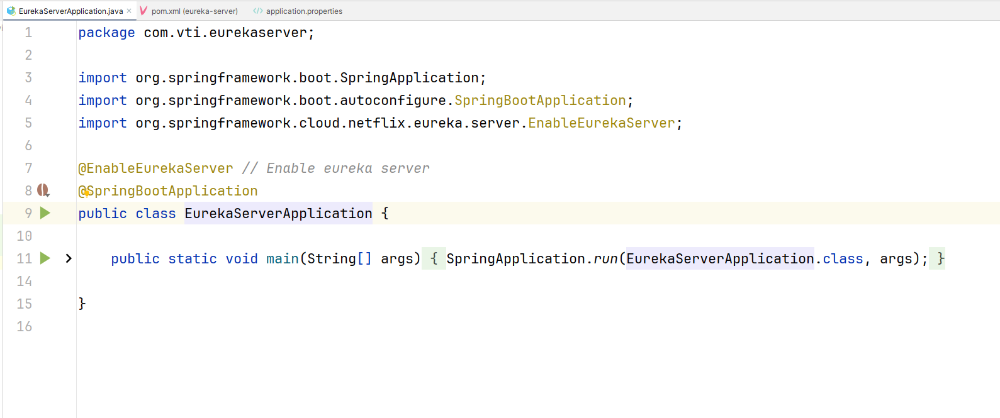 EurekaServerApplication.java × pom.xml (eureka-server) </> application.properties
1 package com.vti.eurekaserver;
2
3 import org.springframework.boot.SpringApplication;
4 import org.springframework.boot.autoconfigure.SpringBootApplication;
5 import org.springframework.cloud.netflix.eureka.server.EnableEurekaServer;
6
7 @EnableEurekaServer // Enable eureka server
8 @SpringBootApplication
9 public class EurekaServerApplication {
10
11 public static void main(String[] args) { SpringApplication.run(EurekaServerApplication.class, args); }
14
15 }
16